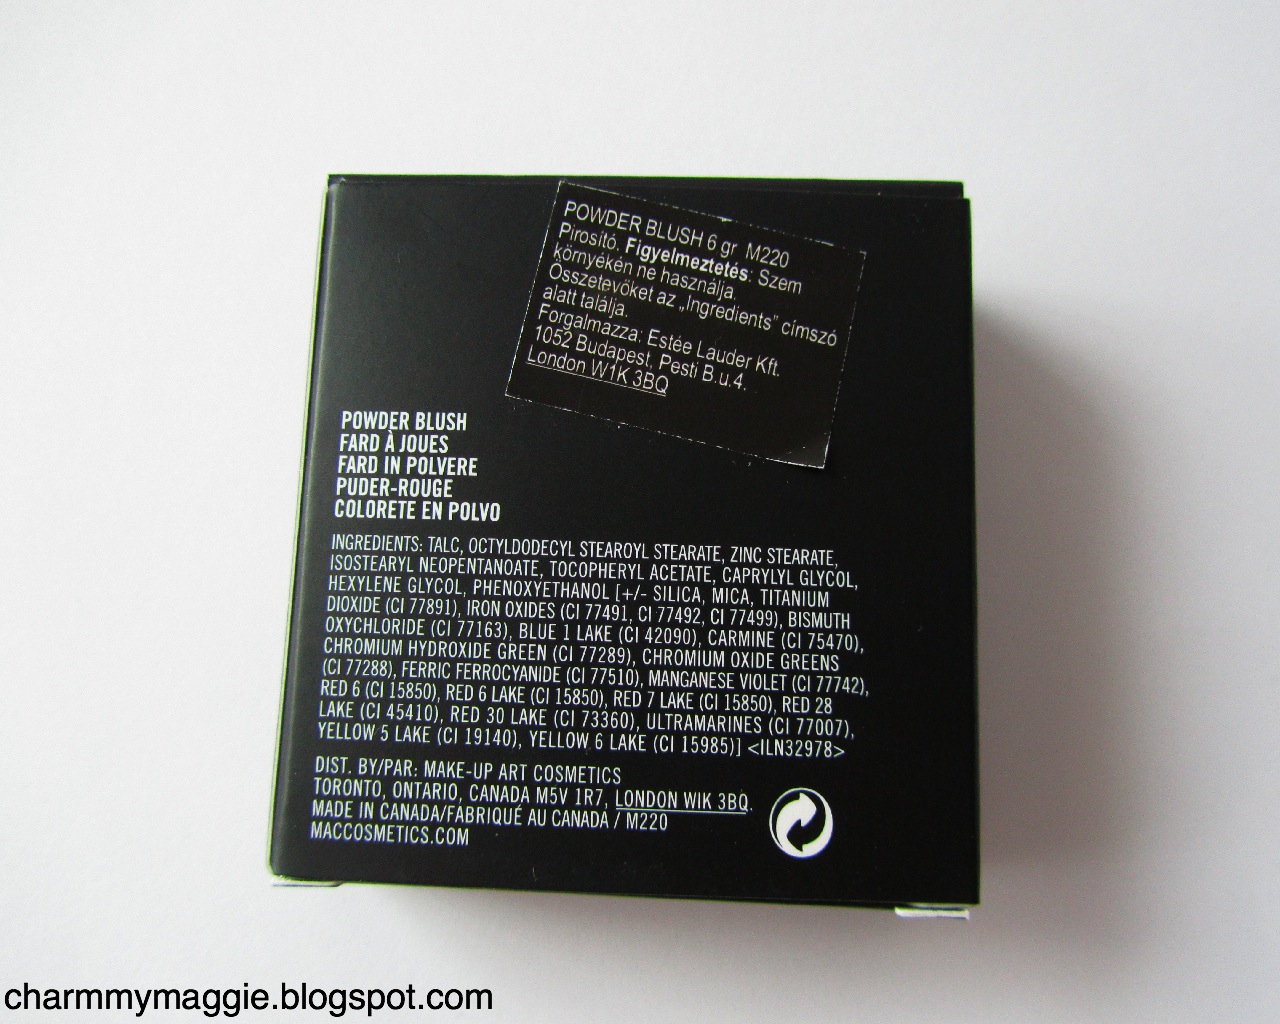 POWDER BLUSH 6 gr M220
Pirosító. Figyelmeztetés: Szem
környékén ne használja.
Összetevőket az „Ingredients” címszó
alatt találja.
Forgalmazza: Estée Lauder Kft.
1052 Budapest, Pesti B.u.4.
London W1K 3BQ
POWDER BLUSH
FARD À JOUES
FARD IN POLVERE
PUDER-ROUGE
COLORETE EN POLVO
INGREDIENTS: TALC, OCTYLDODECYL STEAROYL STEARATE, ZINC STEARATE,
ISOSTEARYL NEOPENTANOATE, TOCOPHERYL ACETATE, CAPRYLYL GLYCOL,
HEXYLENE GLYCOL, PHENOXYETHANOL [+/- SILICA, MICA, TITANIUM
DIOXIDE (CI 77891), IRON OXIDES (CI 77491, CI 77492, CI 77499), BISMUTH
OXYCHLORIDE (CI 77163), BLUE 1 LAKE (CI 42090), CARMINE (CI 75470),
CHROMIUM HYDROXIDE GREEN (CI 77289), CHROMIUM OXIDE GREENS
(CI 77288), FERRIC FERROCYANIDE (CI 77510), MANGANESE VIOLET (CI 77742),
RED 6 (CI 15850), RED 6 LAKE (CI 15850), RED 7 LAKE (CI 15850), RED 28
LAKE (CI 45410), RED 30 LAKE (CI 73360), ULTRAMARINES (CI 77007),
YELLOW 5 LAKE (CI 19140), YELLOW 6 LAKE (CI 15985)] <ILN32978>
DIST. BY/PAR: MAKE-UP ART COSMETICS
TORONTO, ONTARIO, CANADA M5V 1R7, LONDON WIK 3BQ.
MADE IN CANADA/FABRIQUÉ AU CANADA / M220
MACCOSMETICS.COM
charmmymaggie.blogspot.com